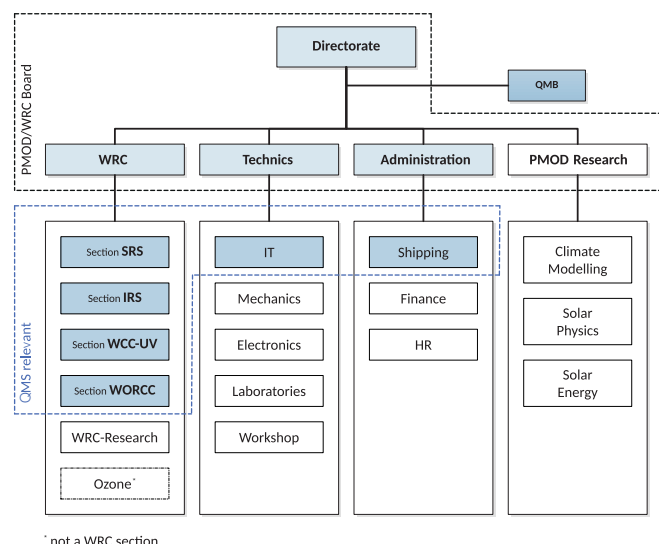 Directorate
QMB
PMOD/WRC Board
WRC
Technics
Administration
PMOD Research
QMS relevant
Section SRS
Section IRS
Section WCC-UV
Section WORCC
WRC-Research
Ozone*
IT
Mechanics
Electronics
Laboratories
Workshop
Shipping
Finance
HR
Climate
Modelling
Solar
Physics
Solar
Energy
* not a WRC section